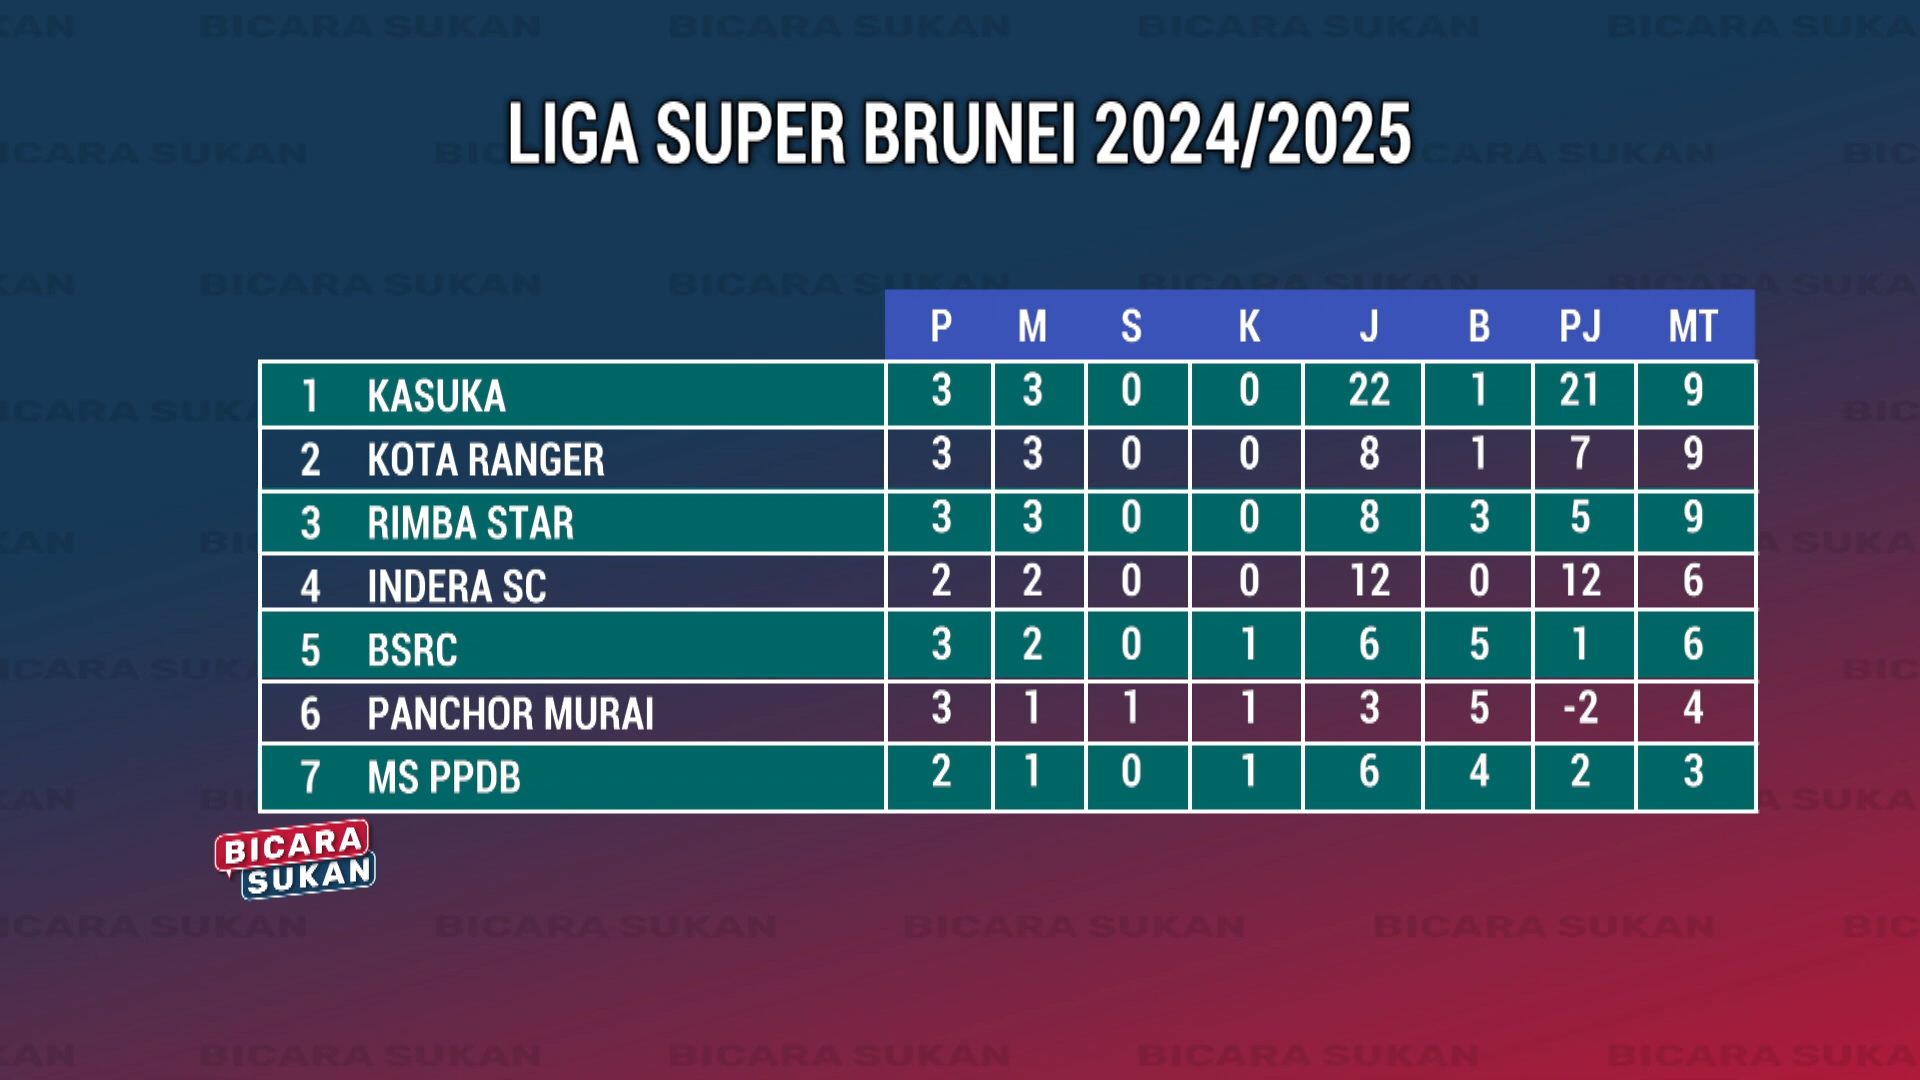 LIGA SUPER BRUNEI 2024/2025
P M S K J B PJ MT
1 KASUKA 3 3 0 0 22 1 21 9
2 KOTA RANGER 3 3 0 0 8 1 7 9
3 RIMBA STAR 3 3 0 0 8 3 5 9
4 INDERA SC 2 2 0 0 12 0 12 6
5 BSRC 3 2 0 1 6 5 1 6
6 PANCHOR MURAI 3 1 1 1 3 5 -2 4
7 MS PPDB 2 1 0 1 6 4 2 3
BICARA
SUKAN